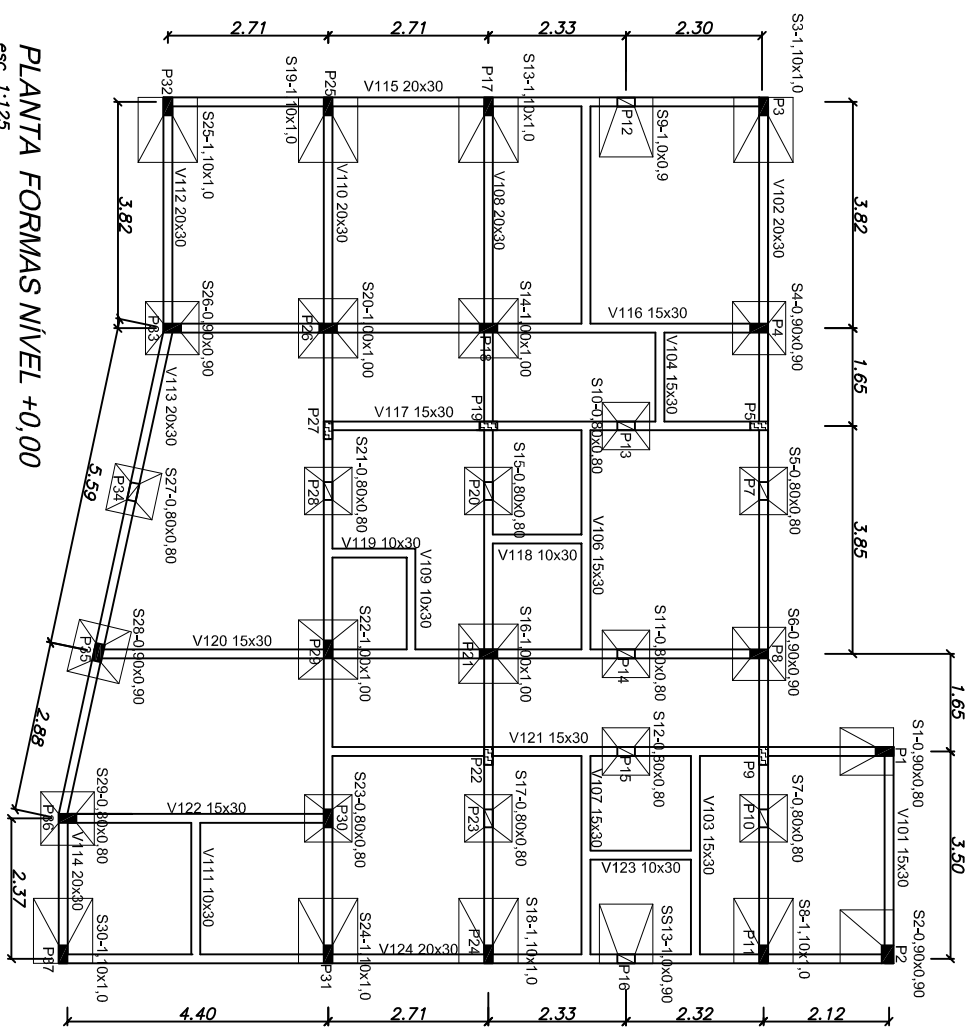 PLANTA FORMAS NÍVEL +0,00
esc. 1:125
2.71
2.71
2.33
2.30
S3-1,10x1,0
P3
V102 20x30
S4-0,90x0,90
P4
S5-0,80x0,80
P5
P7
S6-0,90x0,90
P8
S1-0,90x0,80
P1
V101 15x30
S2-0,90x0,90
P2
3.82
1.65
3.85
1.65
3.50
S9-1,0x0,9
P12
V116 15x30
V104 15x30
S10-0,80x0,80
P13
V106 15x30
S11-0,80x0,80
P14
S12-0,80x0,80
P15
P9
S7-0,80x0,80
P10
V103 15x30
S8-1,10x1,0
P11
V107 15x30
V123 10x30
SS13-1,0x0,90
P16
S13-1,10x1,0
P17
V115 20x30
V108 20x30
S14-1,00x1,00
P18
P19
V117 15x30
S15-0,80x0,80
P20
V118 10x30
S16-1,00x1,00
P21
V121 15x30
P22
S17-0,80x0,80
P23
S18-1,10x1,0
P24
V124 20x30
S19-1,10x1,0
P25
V110 20x30
S20-1,00x1,00
P26
P27
S21-0,80x0,80
P28
V119 10x30
V109 10x30
S22-1,00x1,00
P29
S23-0,80x0,80
P30
S24-1,10x1,0
P31
P32
S25-1,10x1,0
V112 20x30
S26-0,90x0,90
P33
V113 20x30
S27-0,80x0,80
P34
V120 15x30
S28-0,90x0,90
P35
V122 15x30
S29-0,80x0,80
P36
V114 20x30
V111 10x30
S30-1,10x1,0
P87
3.82
5.59
2.88
2.37
4.40
2.71
2.33
2.32
2.12